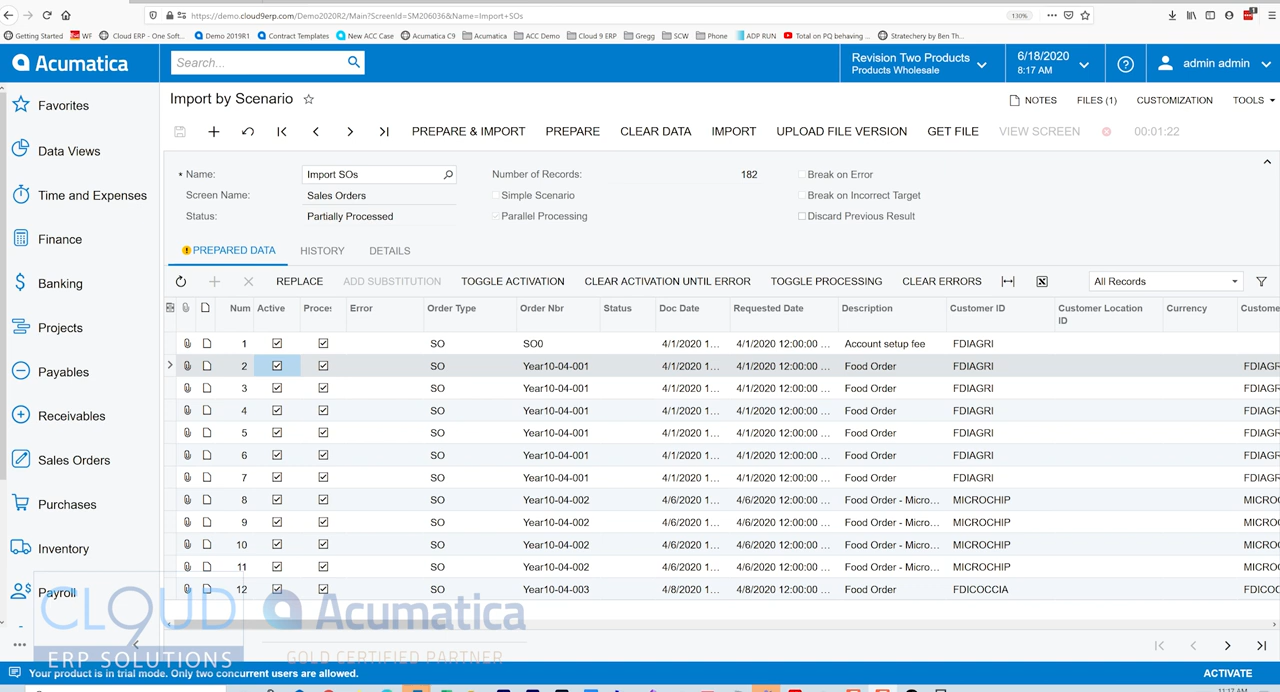 https://demo.cloud9erp.com/Demo2020R2/Main?ScreenId=SM206036&Name=Import+SOs 130%
Getting Started WF Cloud ERP - One Soft... Demo 2019R1 Contract Templates New ACC Case Acumatica C9 Acumatica ACC Demo Cloud 9 ERP Gregg SCW Phone ADP RUN Test Total on PQ behaving ... Stratechery by Ben Th...
Acumatica Search... Revision Two Products Products Wholesale 6/18/2020 8:17 AM ? admin admin
Favorites
Data Views
Time and Expenses
Finance
Banking
Projects
Payables
Receivables
Sales Orders
Purchases
Inventory
Payroll
Import by Scenario NOTES FILES (1) CUSTOMIZATION TOOLS
PREPARE & IMPORT PREPARE CLEAR DATA IMPORT UPLOAD FILE VERSION GET FILE VIEW SCREEN 00:01:22
* Name: Import SOs Number of Records: 182 Break on Error
Screen Name: Sales Orders Simple Scenario Break on Incorrect Target
Status: Partially Processed Parallel Processing Discard Previous Result
PREPARED DATA HISTORY DETAILS
REPLACE ADD SUBSTITUTION TOGGLE ACTIVATION CLEAR ACTIVATION UNTIL ERROR TOGGLE PROCESSING CLEAR ERRORS All Records
Num Active Proce: Error Order Type Order Nbr Status Doc Date Requested Date Description Customer ID Customer Location ID Currency Custome
1 SO SO0 4/1/2020 1... 4/1/2020 12:00:00 ... Account setup fee FDIAGRI
2 SO Year10-04-001 4/1/2020 1... 4/1/2020 12:00:00 ... Food Order FDIAGRI FDIAGR
3 SO Year10-04-001 4/1/2020 1... 4/1/2020 12:00:00 ... Food Order FDIAGRI FDIAGR
4 SO Year10-04-001 4/1/2020 1... 4/1/2020 12:00:00 ... Food Order FDIAGRI FDIAGR
5 SO Year10-04-001 4/1/2020 1... 4/1/2020 12:00:00 ... Food Order FDIAGRI FDIAGR
6 SO Year10-04-001 4/1/2020 1... 4/1/2020 12:00:00 ... Food Order FDIAGRI FDIAGR
7 SO Year10-04-001 4/1/2020 1... 4/1/2020 12:00:00 ... Food Order FDIAGRI FDIAGR
8 SO Year10-04-002 4/6/2020 1... 4/6/2020 12:00:00 ... Food Order - Micro... MICROCHIP MICROC
9 SO Year10-04-002 4/6/2020 1... 4/6/2020 12:00:00 ... Food Order - Micro... MICROCHIP MICROC
10 SO Year10-04-002 4/6/2020 1... 4/6/2020 12:00:00 ... Food Order - Micro... MICROCHIP MICROC
11 SO Year10-04-002 4/6/2020 1... 4/6/2020 12:00:00 ... Food Order - Micro... MICROCHIP MICROC
12 SO Year10-04-003 4/8/2020 1... 4/8/2020 12:00:00 ... Food Order FDICOCCIA FDICOC
CLOUD 9 ERP SOLUTIONS
Acumatica
GOLD CERTIFIED PARTNER
Your product is in trial mode. Only two concurrent users are allowed. ACTIVATE